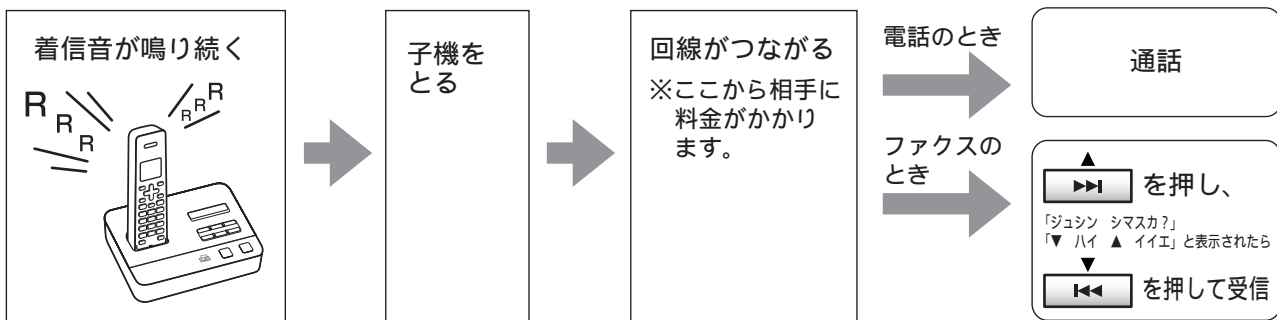 着信音が鳴り続く
R R R
R R R
子機を
とる
回線がつながる
※ここから相手に
料金がかかり
ます。
電話のとき
通話
ファクスの
とき
▲
▶▶I を押し、
「ジュシン シマスカ?」
「▼ ハイ ▲ イイエ」と表示されたら
▼
I◀◀ を押して受信